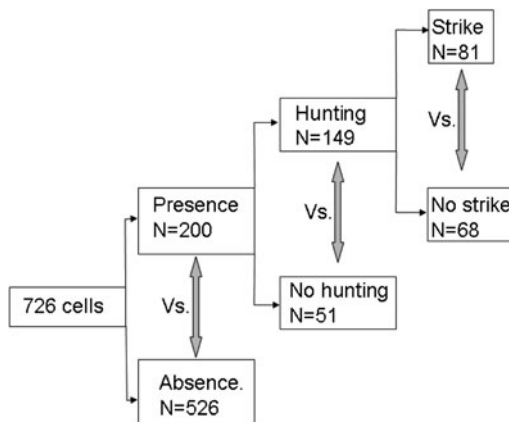 Strike
N=81
Vs.
Hunting
N=149
No strike
N=68
Vs.
Presence
N=200
No hunting
N=51
726 cells
Vs.
Absence.
N=526